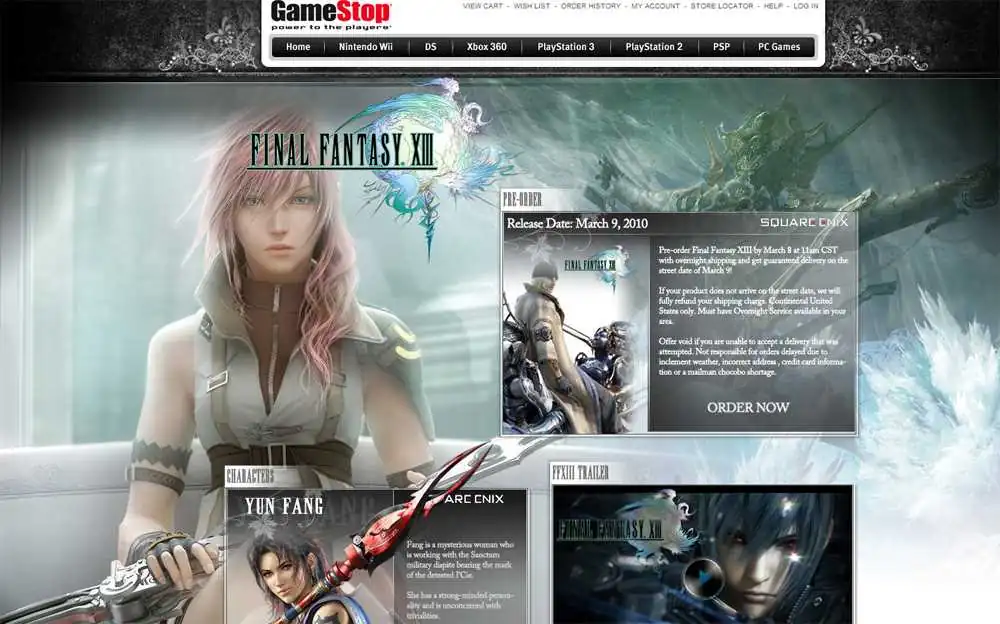 GameStop
power to the players
VIEW CART - WISH LIST - ORDER HISTORY - MY ACCOUNT - STORE LOCATOR - HELP - LOG IN
Home Nintendo Wii DS Xbox 360 PlayStation 3 PlayStation 2 PSP PC Games
FINAL FANTASY XIII
PRE-ORDER
Release Date: March 9, 2010
SQUARE ENIX
FINAL FANTASY XIII
Pre-order Final Fantasy XIII by March 8 at 11am CST
with overnight shipping and get guarantend delivery on the
street date of March 9!
If your product does not arrive on the street date, we will
fully refund your shipping charge. Continental United
States only. Must have Overnight Service available in your
area.
Offer void if you are unable to accept a delivery that was
attempted. Not responsible for orders delayed due to
inclement weather, incorrect address , credit card informa-
tion or a mailman chocobo shortage.
ORDER NOW
CHARACTERS
YUN FANG
ARE ENIX
Fang is a mysterious woman who
is working with the Sanctum
military dispite bearing the mark
of the detested l'Cie.
She has a strong-minded person-
ality and is unconcerned with
trivialities.
FFXIII TRAILER
FINAL FANTASY XIII